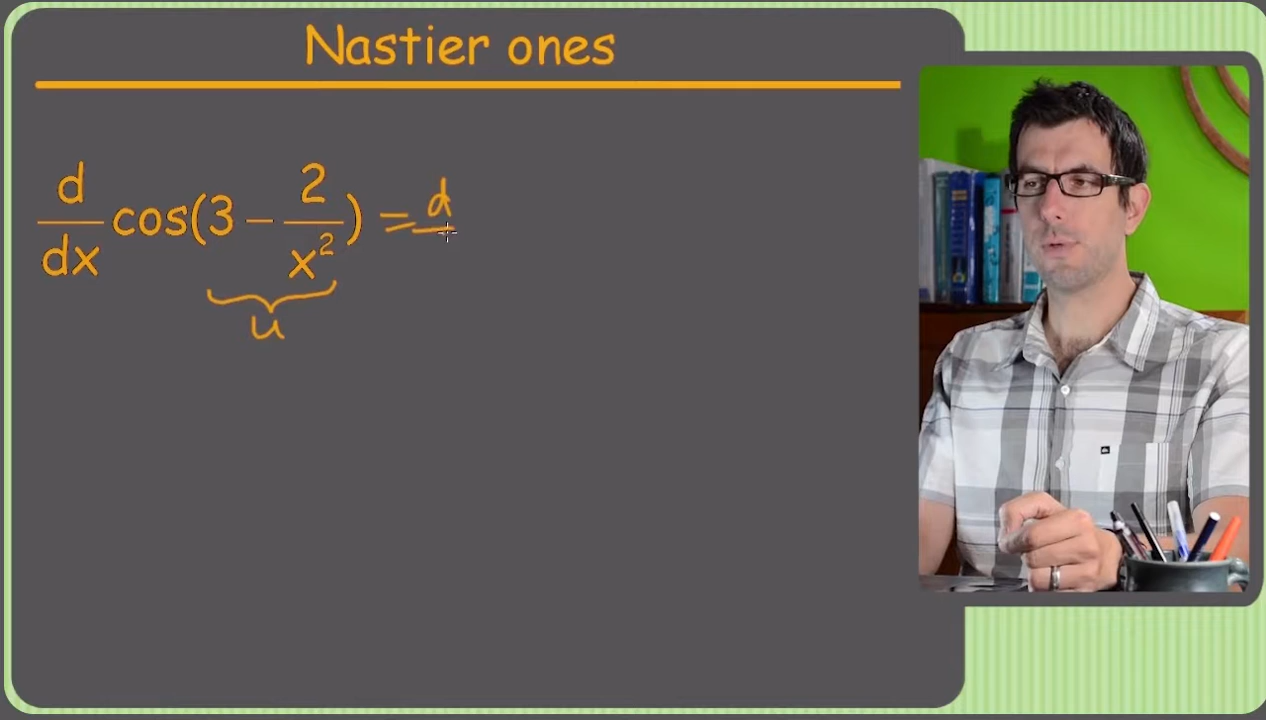 Nastier ones
d/dx cos(3 − 2/x²) = d
u